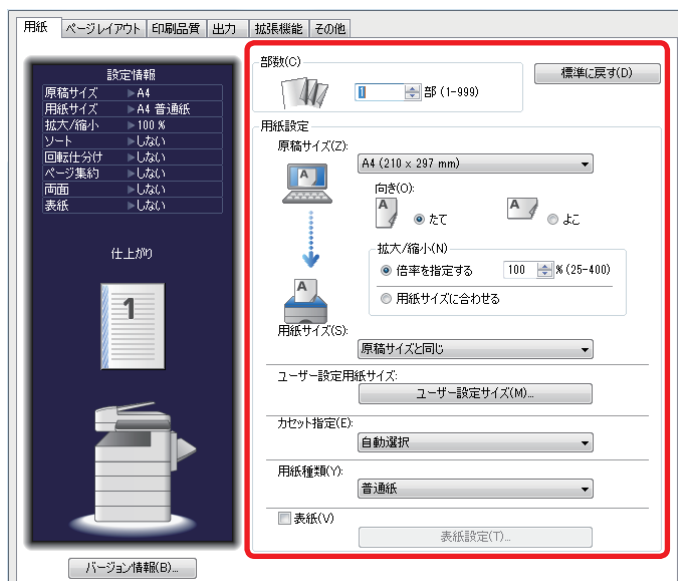 用紙 ページレイアウト 印刷品質 出力 拡張機能 その他
設定情報
原稿サイズ ▶A4
用紙サイズ ▶A4 普通紙
拡大/縮小 ▶100 %
ソート ▶しない
回転仕分け ▶しない
ページ集約 ▶しない
両面 ▶しない
表紙 ▶しない
仕上がり
1
バージョン情報(B)...
部数(C)
1 部 (1-999)
標準に戻す(D)
用紙設定
原稿サイズ(Z):
A4 (210 x 297 mm)
A
向き(O):
A たて A よこ
拡大/縮小(N)
倍率を指定する 100 % (25-400)
用紙サイズに合わせる
A
用紙サイズ(S):
原稿サイズと同じ
ユーザー設定用紙サイズ:
ユーザー設定サイズ(M)...
カセット指定(E):
自動選択
用紙種類(Y):
普通紙
表紙(V)
表紙設定(T)...